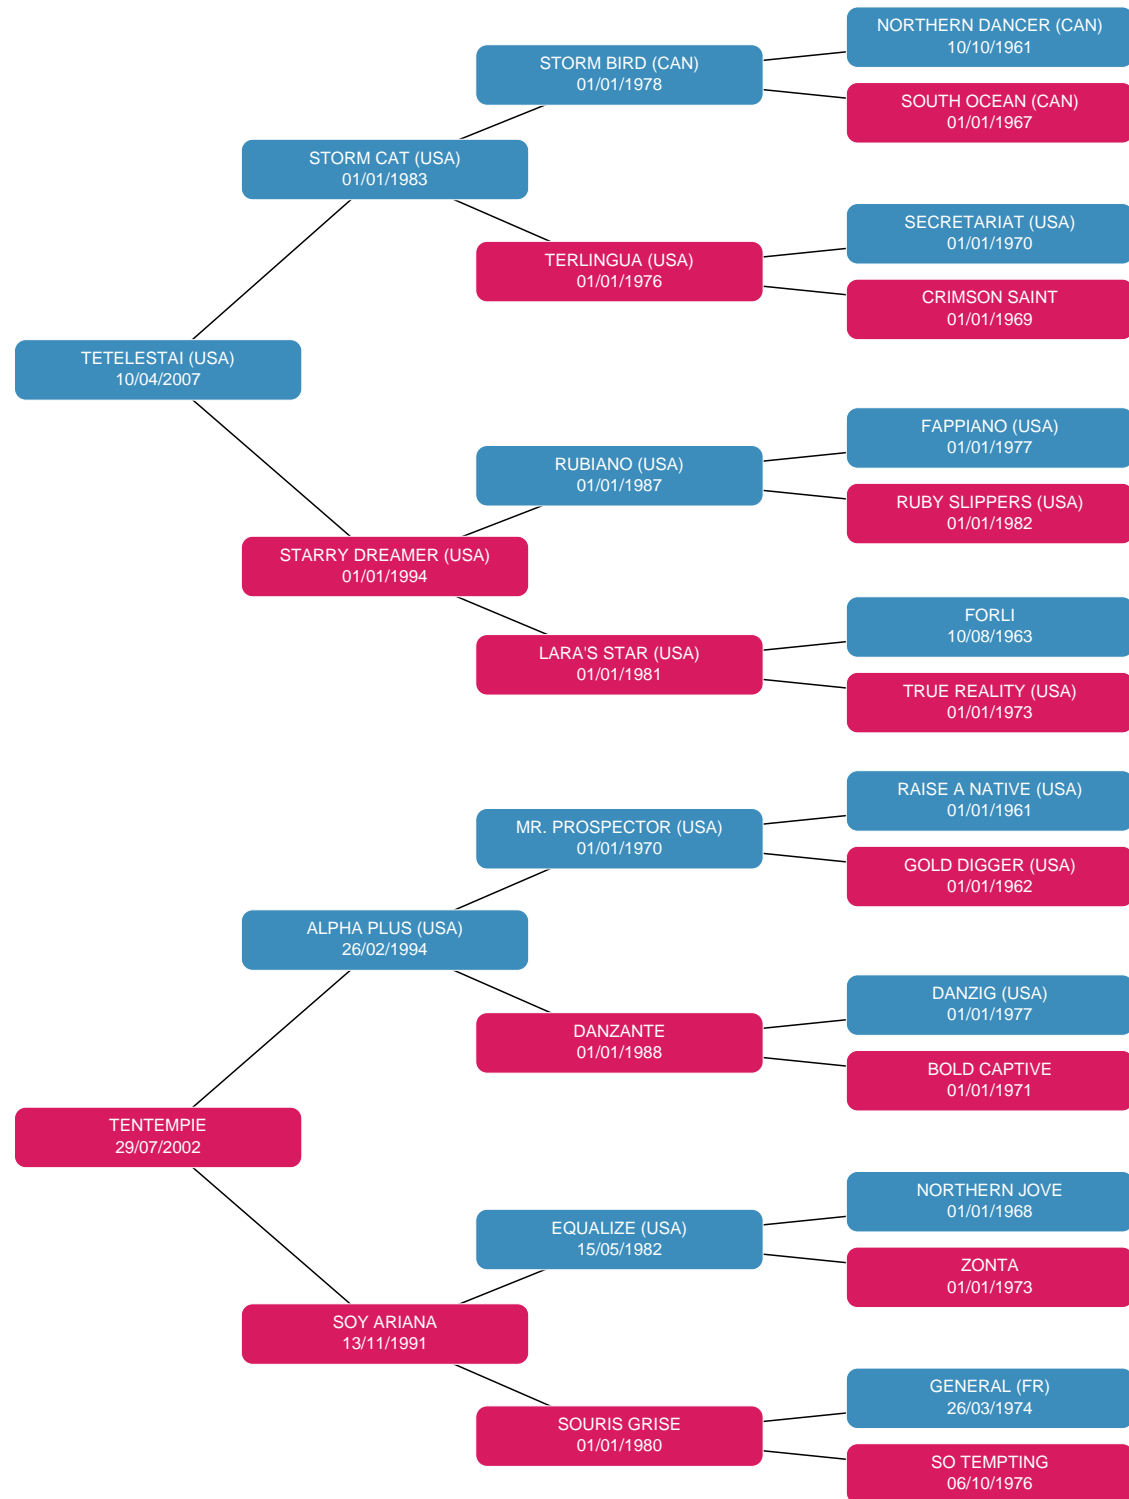 NORTHERN DANCER (CAN)
10/10/1961
STORM BIRD (CAN)
01/01/1978
SOUTH OCEAN (CAN)
01/01/1967
STORM CAT (USA)
01/01/1983
SECRETARIAT (USA)
01/01/1970
TERLINGUA (USA)
01/01/1976
CRIMSON SAINT
01/01/1969
TETELESTAI (USA)
10/04/2007
FAPPIANO (USA)
01/01/1977
RUBIANO (USA)
01/01/1987
RUBY SLIPPERS (USA)
01/01/1982
STARRY DREAMER (USA)
01/01/1994
FORLI
10/08/1963
LARA'S STAR (USA)
01/01/1981
TRUE REALITY (USA)
01/01/1973
RAISE A NATIVE (USA)
01/01/1961
MR. PROSPECTOR (USA)
01/01/1970
GOLD DIGGER (USA)
01/01/1962
ALPHA PLUS (USA)
26/02/1994
DANZIG (USA)
01/01/1977
DANZANTE
01/01/1988
BOLD CAPTIVE
01/01/1971
TENTEMPIE
29/07/2002
NORTHERN JOVE
01/01/1968
EQUALIZE (USA)
15/05/1982
ZONTA
01/01/1973
SOY ARIANA
13/11/1991
GENERAL (FR)
26/03/1974
SOURIS GRISE
01/01/1980
SO TEMPTING
06/10/1976